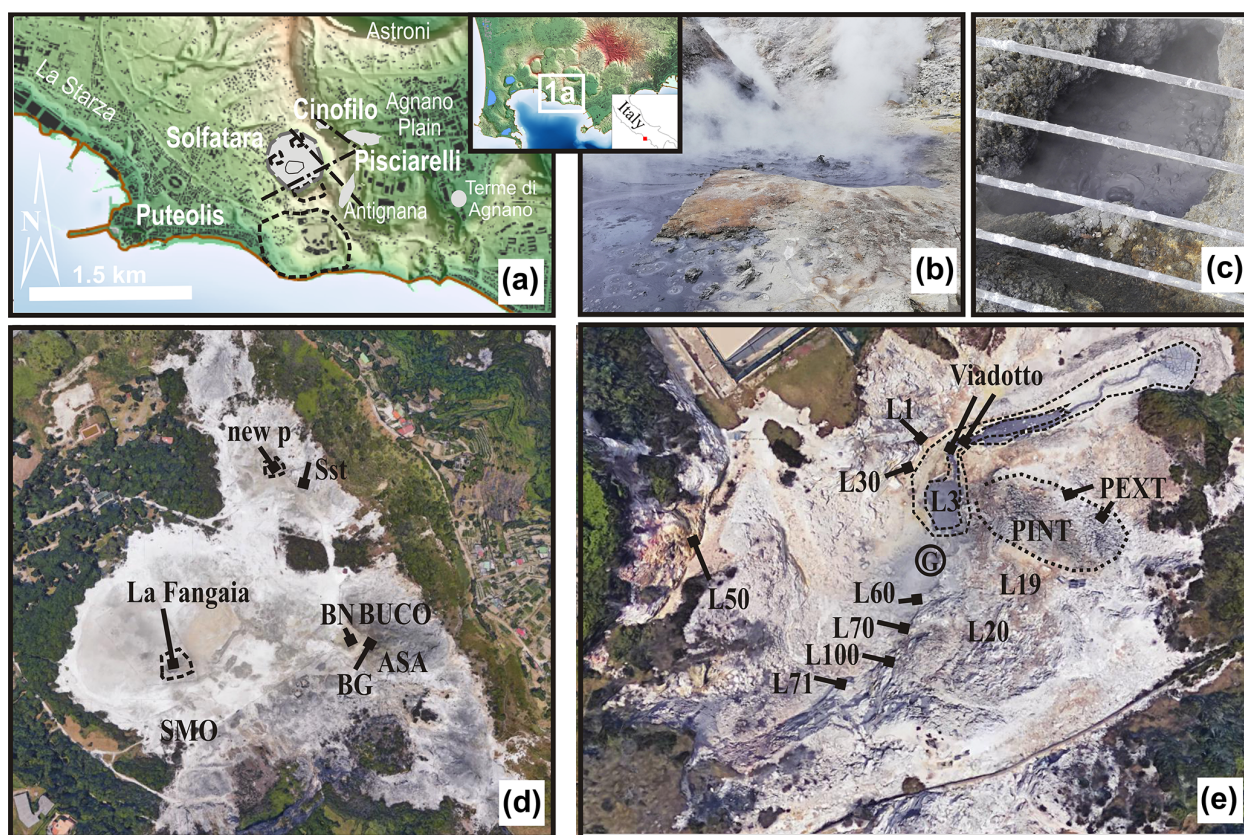 Astroni
La Starza
Cinofilo
Agnano
Plain
Solfatara
Pisciarelli
Terme di
Agnano
Antignana
Puteolis
N
1.5 km
(a)
1a
Italy
(b)
(c)
new p
Sst
La Fangaia
BN
BUCO
ASA
BG
SMO
(d)
Viadotto
L1
L30
L3
PEXT
PINT
G
L50
L60
L19
L70
L20
L100
L71
(e)